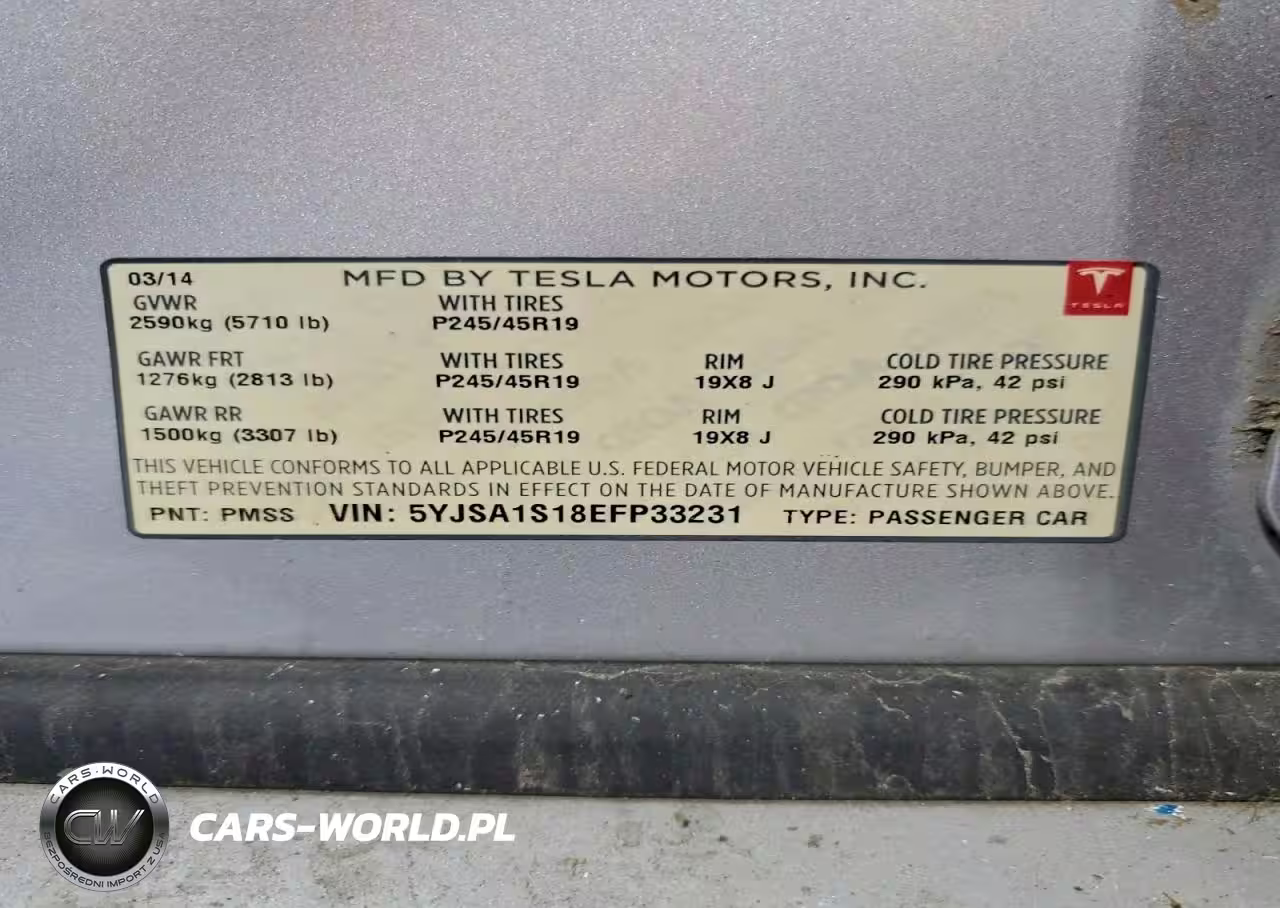 03/14 MFD BY TESLA MOTORS, INC.
TESLA
GVWR WITH TIRES
2590kg (5710 lb) P245/45R19
GAWR FRT WITH TIRES RIM COLD TIRE PRESSURE
1276kg (2813 lb) P245/45R19 19X8 J 290 kPa, 42 psi
GAWR RR WITH TIRES RIM COLD TIRE PRESSURE
1500kg (3307 lb) P245/45R19 19X8 J 290 kPa, 42 psi
THIS VEHICLE CONFORMS TO ALL APPLICABLE U.S. FEDERAL MOTOR VEHICLE SAFETY, BUMPER, AND
THEFT PREVENTION STANDARDS IN EFFECT ON THE DATE OF MANUFACTURE SHOWN ABOVE.
PNT: PMSS VIN: 5YJSA1S18EFP33231 TYPE: PASSENGER CAR
CARS-WORLD
CW
BEZPOŚREDNI IMPORT Z USA
CARS-WORLD.PL